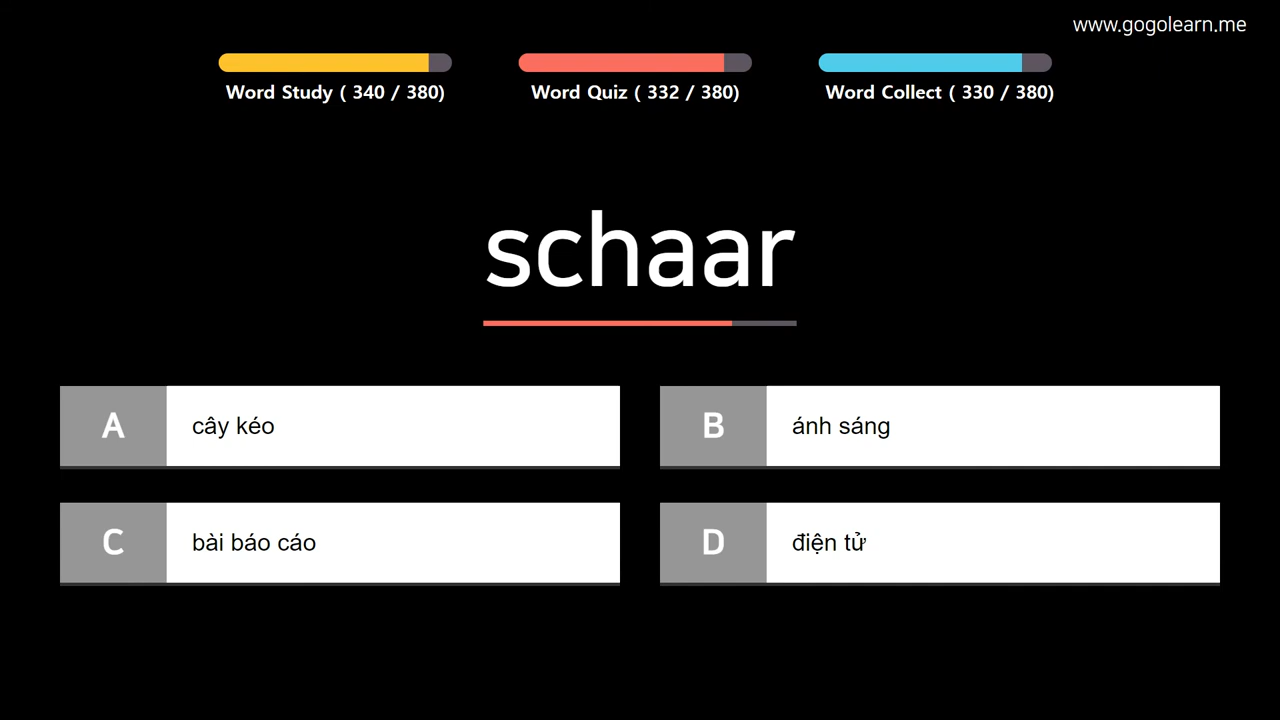 www.gogolearn.me
Word Study ( 340 / 380)
Word Quiz ( 332 / 380)
Word Collect ( 330 / 380)
schaar
A cây kéo
B ánh sáng
C bài báo cáo
D điện tử